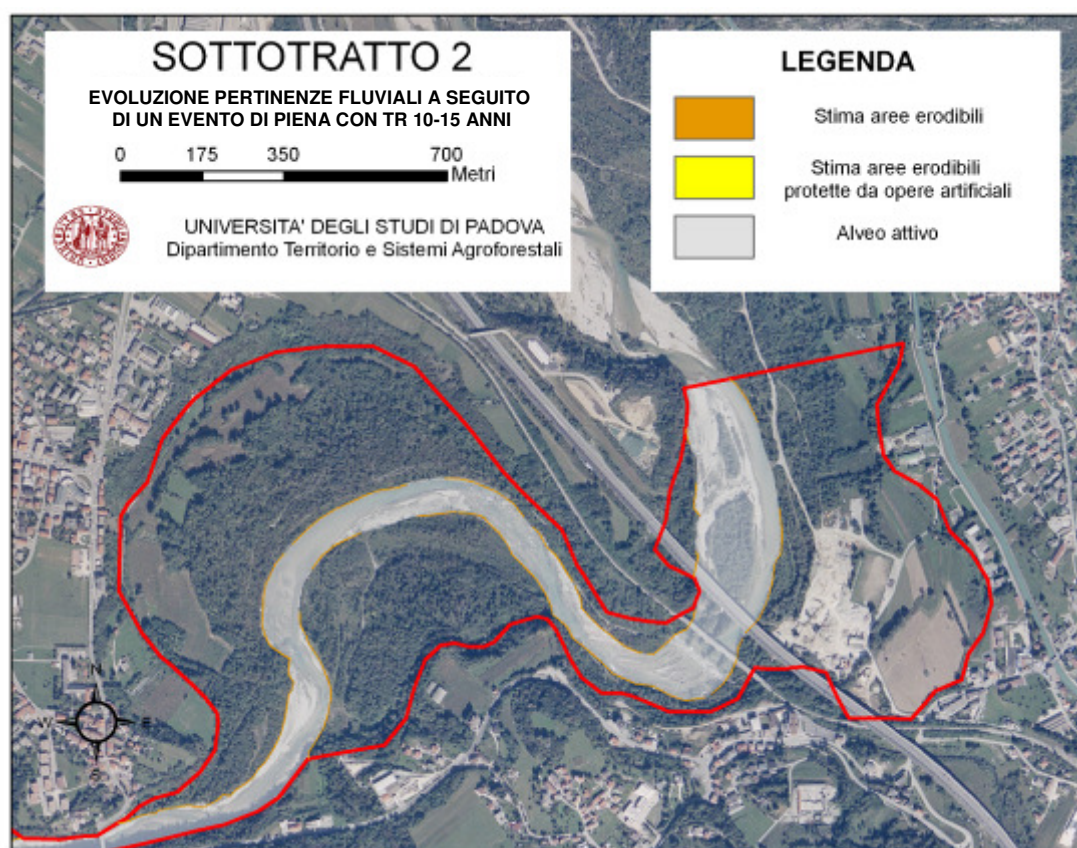 SOTTOTRATTO 2
EVOLUZIONE PERTINENZE FLUVIALI A SEGUITO
DI UN EVENTO DI PIENA CON TR 10-15 ANNI
0 175 350 700
Metri
UNIVERSITA' DEGLI STUDI DI PADOVA
Dipartimento Territorio e Sistemi Agroforestali
LEGENDA
Stima aree erodibili
Stima aree erodibili
protette da opere artificiali
Alveo attivo
N
W E
S